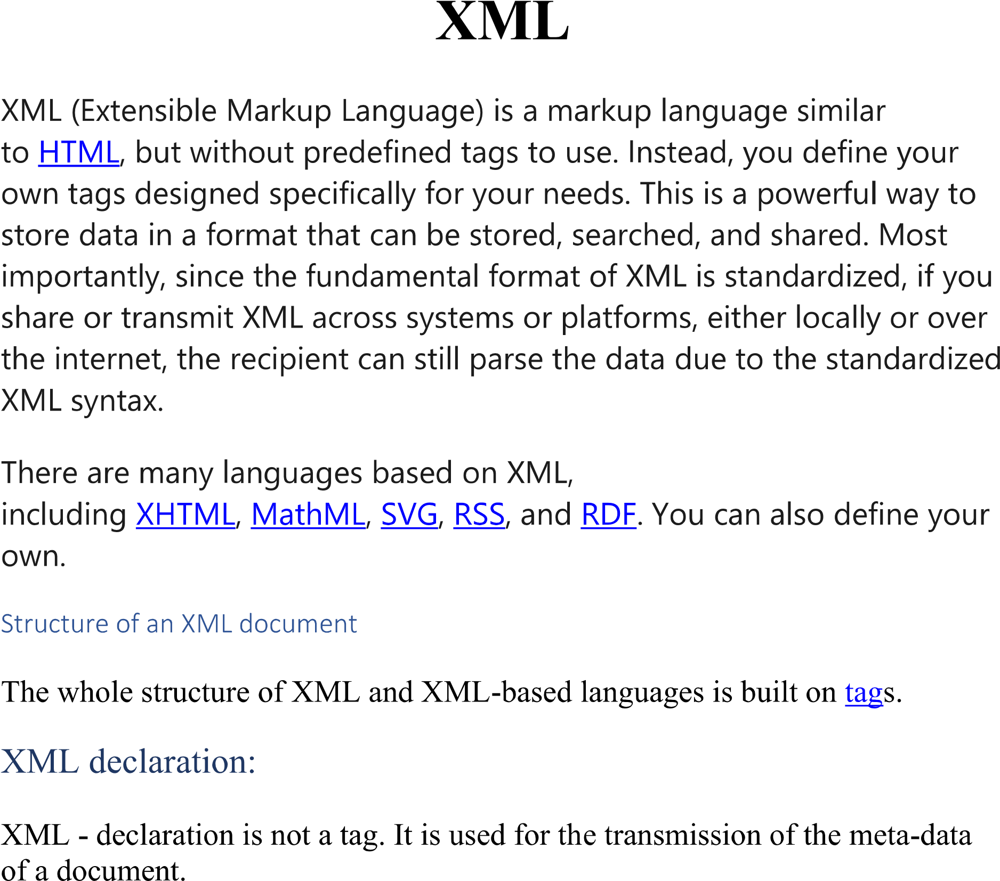 XML
XML (Extensible Markup Language) is a markup language similar
to HTML, but without predefined tags to use. Instead, you define your
own tags designed specifically for your needs. This is a powerful way to
store data in a format that can be stored, searched, and shared. Most
importantly, since the fundamental format of XML is standardized, if you
share or transmit XML across systems or platforms, either locally or over
the internet, the recipient can still parse the data due to the standardized
XML syntax.
There are many languages based on XML,
including XHTML, MathML, SVG, RSS, and RDF. You can also define your
own.
Structure of an XML document
The whole structure of XML and XML-based languages is built on tags.
XML declaration:
XML - declaration is not a tag. It is used for the transmission of the meta-data
of a document.